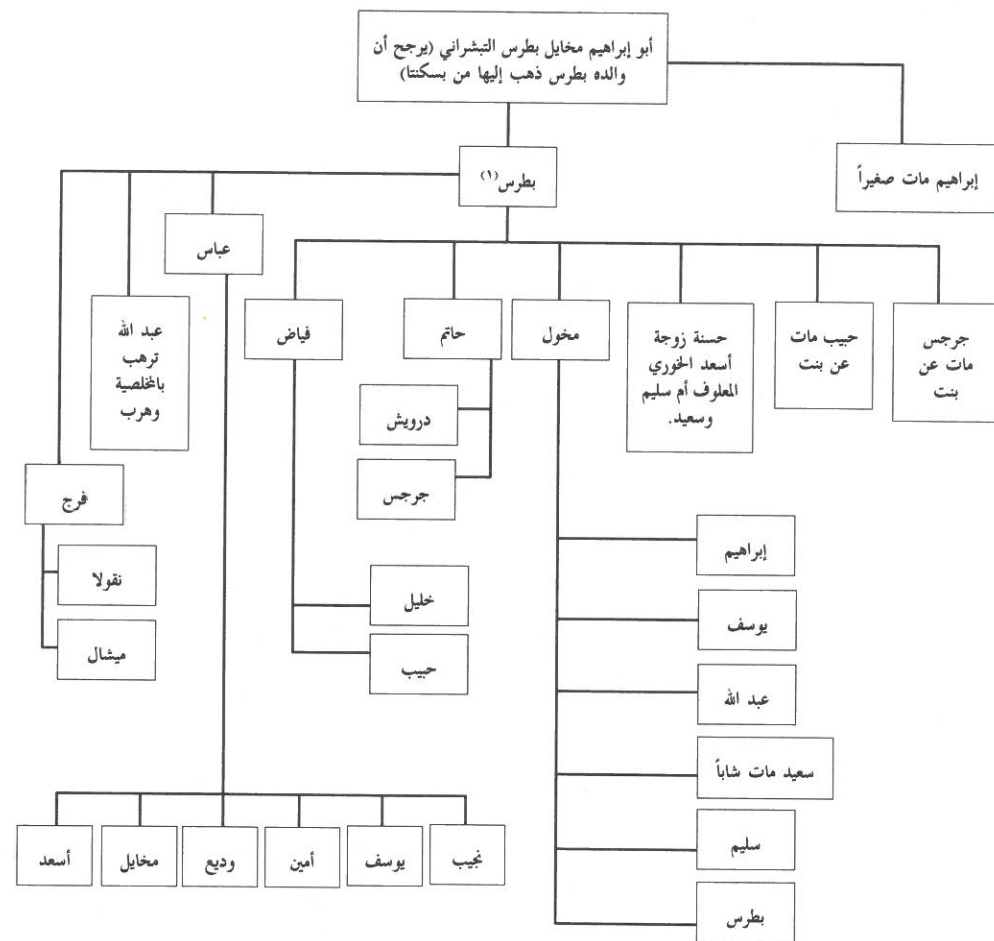 أبو إبراهيم مخايل بطرس التبشراني (يرجح أن
والده بطرس ذهب إليها من بسكنتا)
إبراهيم مات صغيراً
بطرس(١)
جرجس
مات عن
بنت
حبيب مات
عن بنت
حسنة زوجة
أسعد الخوري
المعلوف أم سليم
وسعيد.
مخول
حاتم
فياض
عباس
عبد الله
ترهب
بالمخلصية
وهرب
فرج
درويش
جرجس
إبراهيم
يوسف
عبد الله
سعيد مات شاباً
سليم
بطرس
خليل
حبيب
نقولا
ميشال
نجيب
يوسف
أمين
وديع
مخايل
أسعد